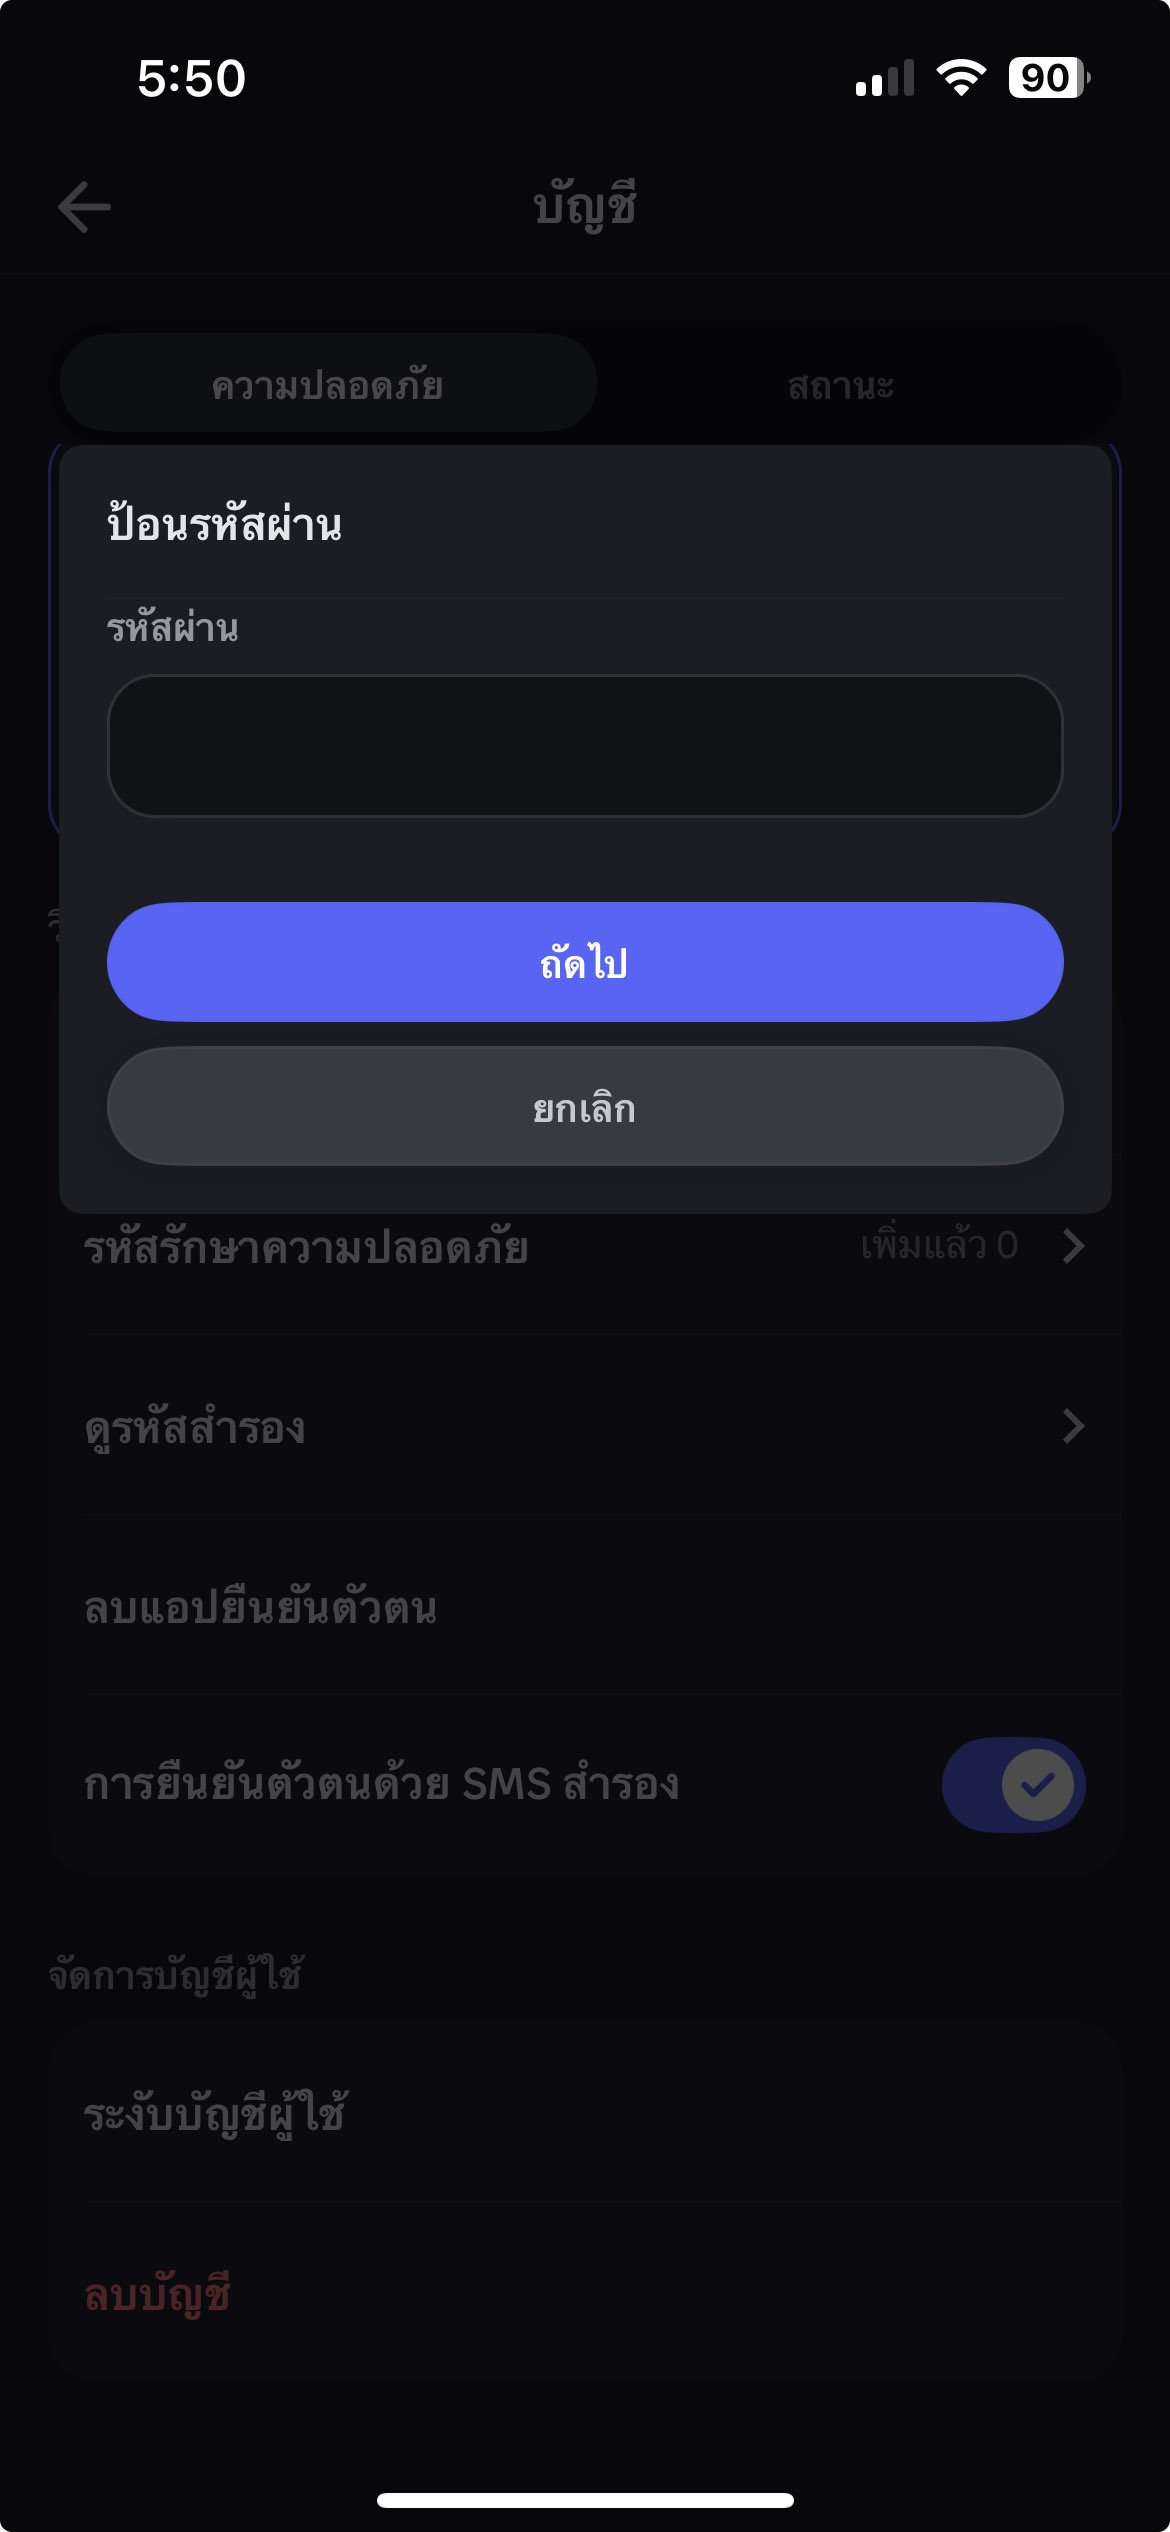 5:50
90
บัญชี
ความปลอดภัย
สถานะ
ป้อนรหัสผ่าน
รหัสผ่าน
ถัดไป
ยกเลิก
รหัสรักษาความปลอดภัย
เพิ่มแล้ว 0
ดูรหัสสำรอง
ลบแอปยืนยันตัวตน
การยืนยันตัวตนด้วย SMS สำรอง
จัดการบัญชีผู้ใช้
ระงับบัญชีผู้ใช้
ลบบัญชี